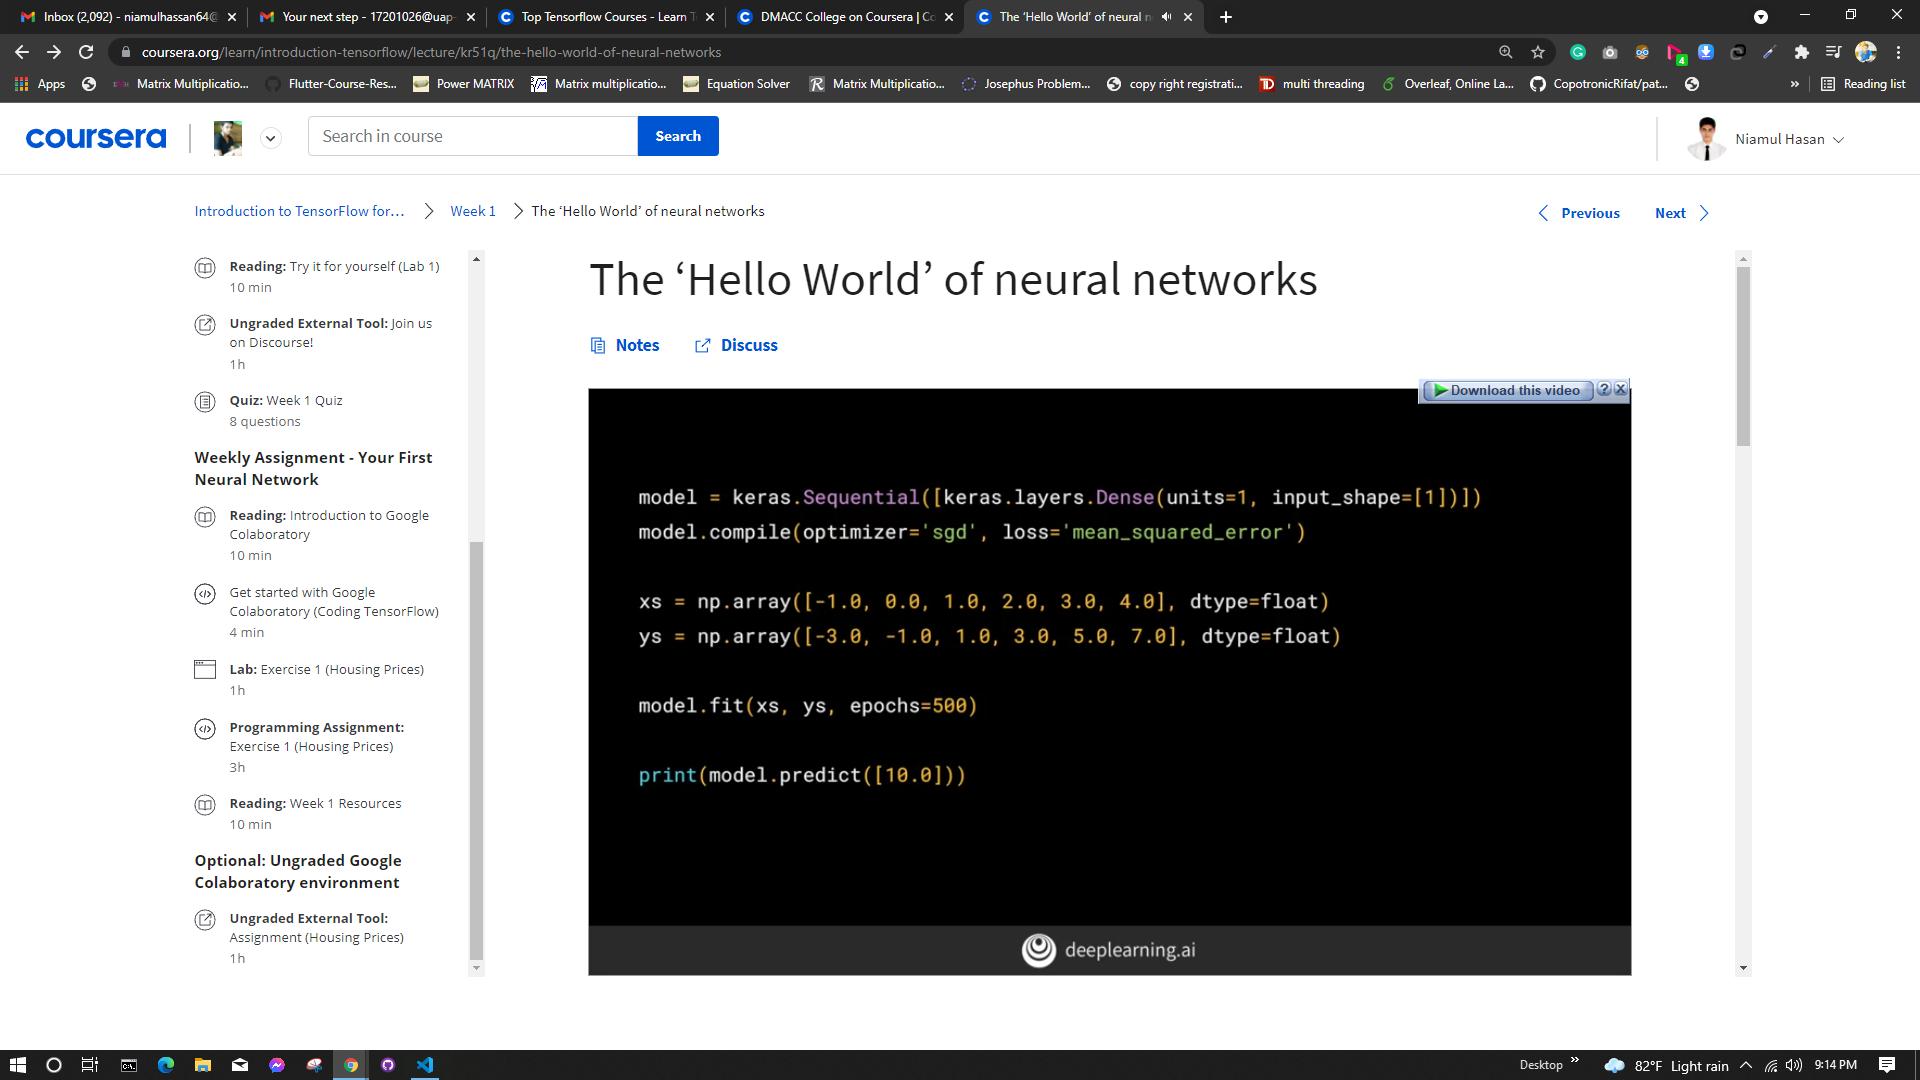 Inbox (2,092) - niamulhassan64@
Your next step - 17201026@uap-
Top Tensorflow Courses - Learn T
DMACC College on Coursera | Co
The 'Hello World' of neural n
coursera.org/learn/introduction-tensorflow/lecture/kr51q/the-hello-world-of-neural-networks
4
Apps
Matrix Multiplicatio...
Flutter-Course-Res...
Power MATRIX
Matrix multiplicatio...
Equation Solver
Matrix Multiplicatio...
Josephus Problem...
copy right registrati...
multi threading
Overleaf, Online La...
CopotronicRifat/pat...
»
Reading list
coursera
Search in course
Search
Niamul Hasan
Introduction to TensorFlow for...
Week 1
The ‘Hello World’ of neural networks
Previous
Next
Reading: Try it for yourself (Lab 1)
10 min
Ungraded External Tool: Join us
on Discourse!
1h
Quiz: Week 1 Quiz
8 questions
Weekly Assignment - Your First
Neural Network
Reading: Introduction to Google
Colaboratory
10 min
Get started with Google
Colaboratory (Coding TensorFlow)
4 min
Lab: Exercise 1 (Housing Prices)
1h
Programming Assignment:
Exercise 1 (Housing Prices)
3h
Reading: Week 1 Resources
10 min
Optional: Ungraded Google
Colaboratory environment
Ungraded External Tool:
Assignment (Housing Prices)
1h
The ‘Hello World’ of neural networks
Notes
Discuss
Download this video
?
model = keras.Sequential([keras.layers.Dense(units=1, input_shape=[1])])
model.compile(optimizer='sgd', loss='mean_squared_error')
xs = np.array([-1.0, 0.0, 1.0, 2.0, 3.0, 4.0], dtype=float)
ys = np.array([-3.0, -1.0, 1.0, 3.0, 5.0, 7.0], dtype=float)
model.fit(xs, ys, epochs=500)
print(model.predict([10.0]))
deeplearning.ai
Desktop
»
82°F Light rain
9:14 PM